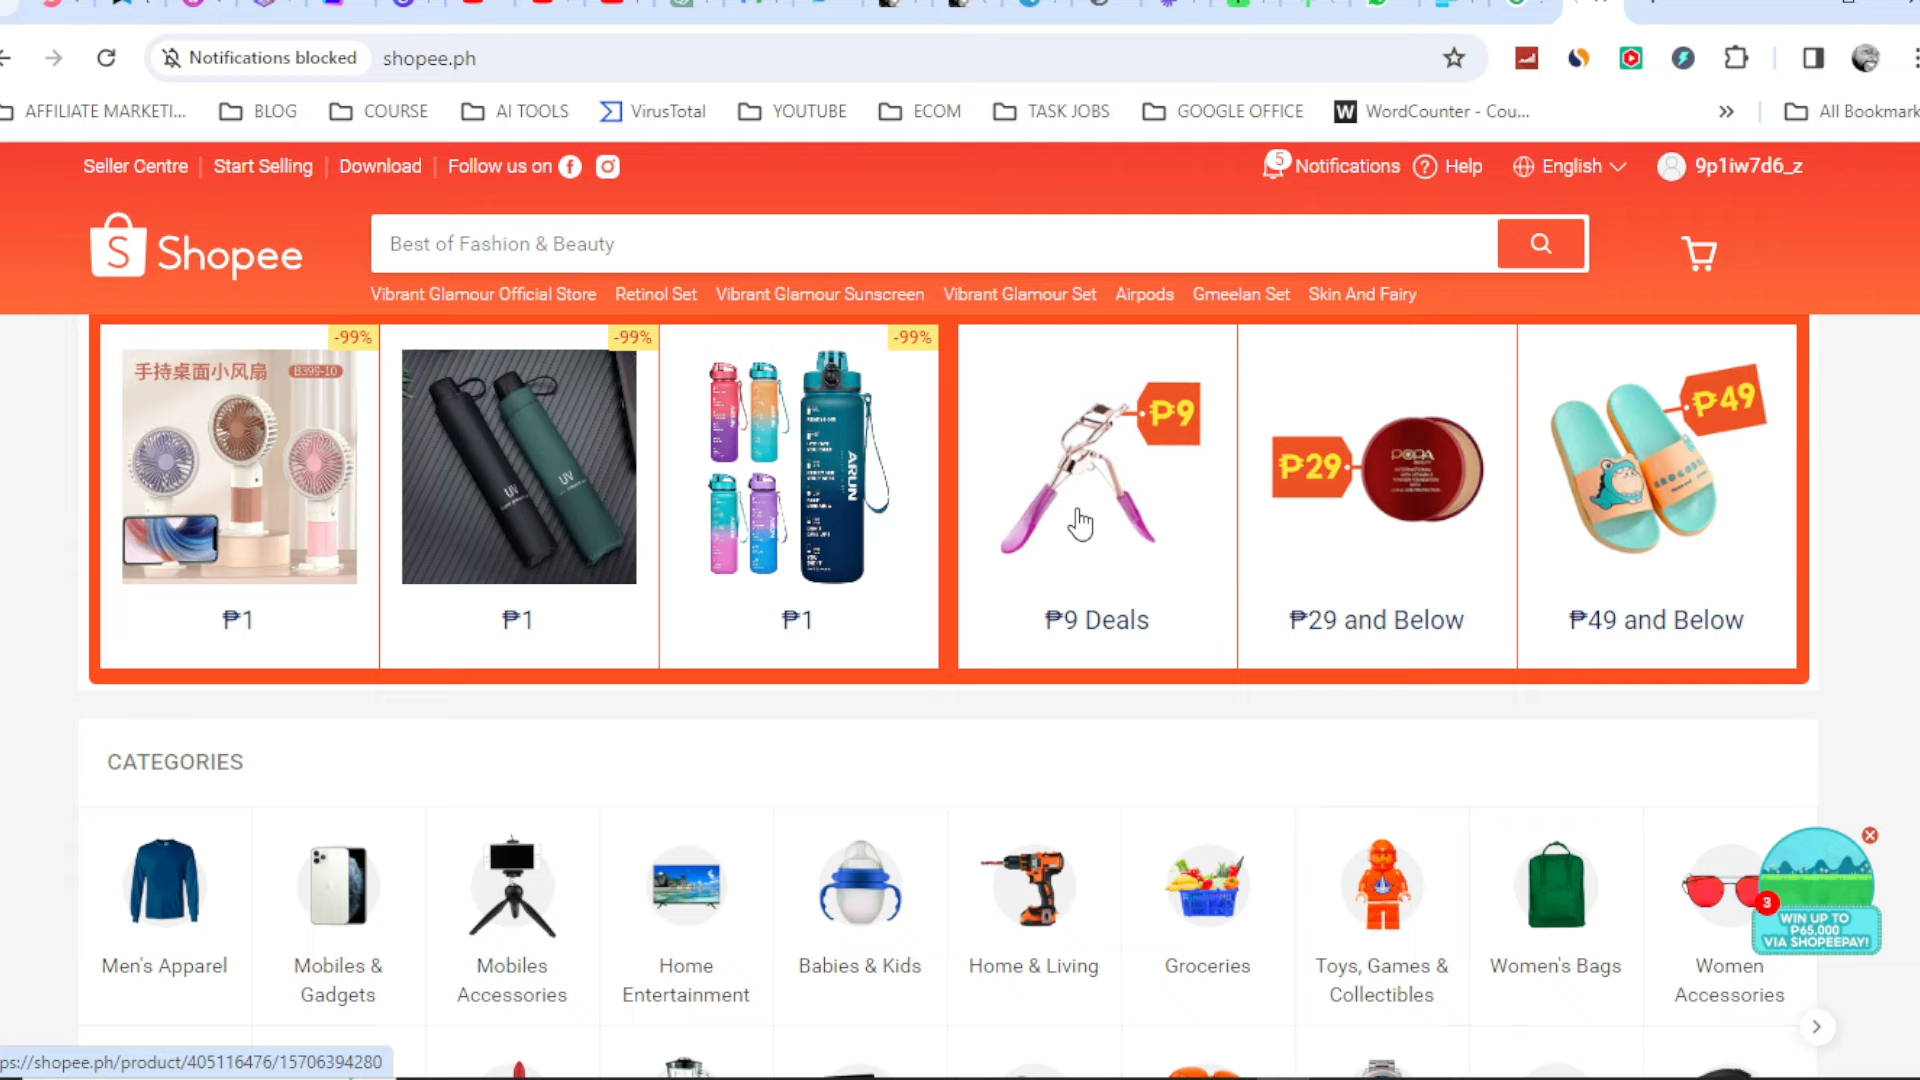 Notifications blocked
shopee.ph
AFFILIATE MARKETI...
BLOG
COURSE
AI TOOLS
VirusTotal
YOUTUBE
ECOM
TASK JOBS
GOOGLE OFFICE
W
WordCounter - Cou...
All Bookmark
Seller Centre
Start Selling
Download
Follow us on
5
Notifications
Help
English
9p1iw7d6_z
S
Shopee
Best of Fashion & Beauty
Vibrant Glamour Official Store
Retinol Set
Vibrant Glamour Sunscreen
Vibrant Glamour Set
Airpods
Gmeelan Set
Skin And Fairy
-99%
-99%
-99%
手持桌面小风扇
B399-10
UV
UV
ARUN
₱9
₱29
POPA
₱49
₱1
₱1
₱1
₱9 Deals
₱29 and Below
₱49 and Below
CATEGORIES
Men's Apparel
Mobiles &
Gadgets
Mobiles
Accessories
Home
Entertainment
Babies & Kids
Home & Living
Groceries
Toys, Games &
Collectibles
Women's Bags
Women
Accessories
3
WIN UP TO
₱65,000
VIA SHOPEEPAY!
ps://shopee.ph/product/405116476/15706394280